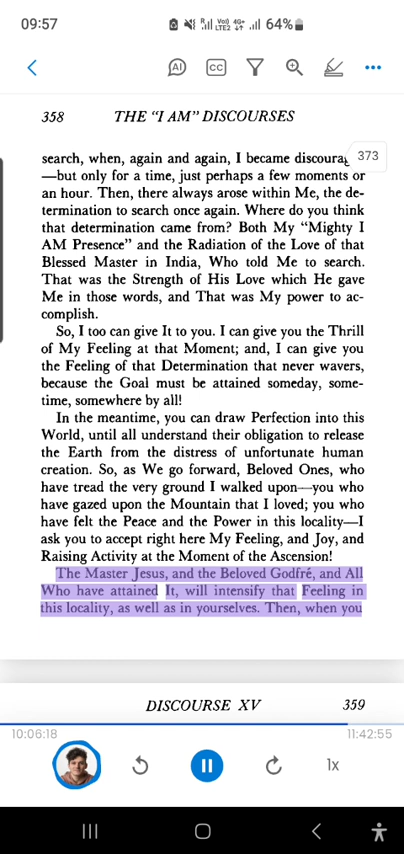 09:57
64%
AI
CC
358 THE “I AM” DISCOURSES
373
search, when, again and again, I became discourag
—but only for a time, just perhaps a few moments or
an hour. Then, there always arose within Me, the de-
termination to search once again. Where do you think
that determination came from? Both My “Mighty I
AM Presence” and the Radiation of the Love of that
Blessed Master in India, Who told Me to search.
That was the Strength of His Love which He gave
Me in those words, and That was My power to ac-
complish.
So, I too can give It to you. I can give you the Thrill
of My Feeling at that Moment; and, I can give you
the Feeling of that Determination that never wavers,
because the Goal must be attained someday, some-
time, somewhere by all!
In the meantime, you can draw Perfection into this
World, until all understand their obligation to release
the Earth from the distress of unfortunate human
creation. So, as We go forward, Beloved Ones, who
have tread the very ground I walked upon—you who
have gazed upon the Mountain that I loved; you who
have felt the Peace and the Power in this locality—I
ask you to accept right here My Feeling, and Joy, and
Raising Activity at the Moment of the Ascension!
The Master Jesus, and the Beloved Godfré, and All
Who have attained It, will intensify that Feeling in
this locality, as well as in yourselves. Then, when you
DISCOURSE XV 359
10:06:18 11:42:55
1x